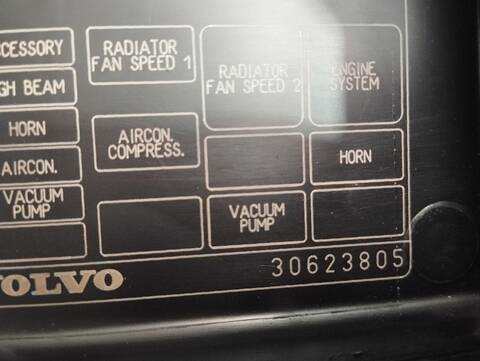 CCESSORY
GH BEAM
HORN
AIRCON.
VACUUM
PUMP
RADIATOR
FAN SPEED 1
AIRCON.
COMPRESS.
RADIATOR
FAN SPEED 2
VACUUM
PUMP
ENGINE
SYSTEM
HORN
VOLVO
30623805